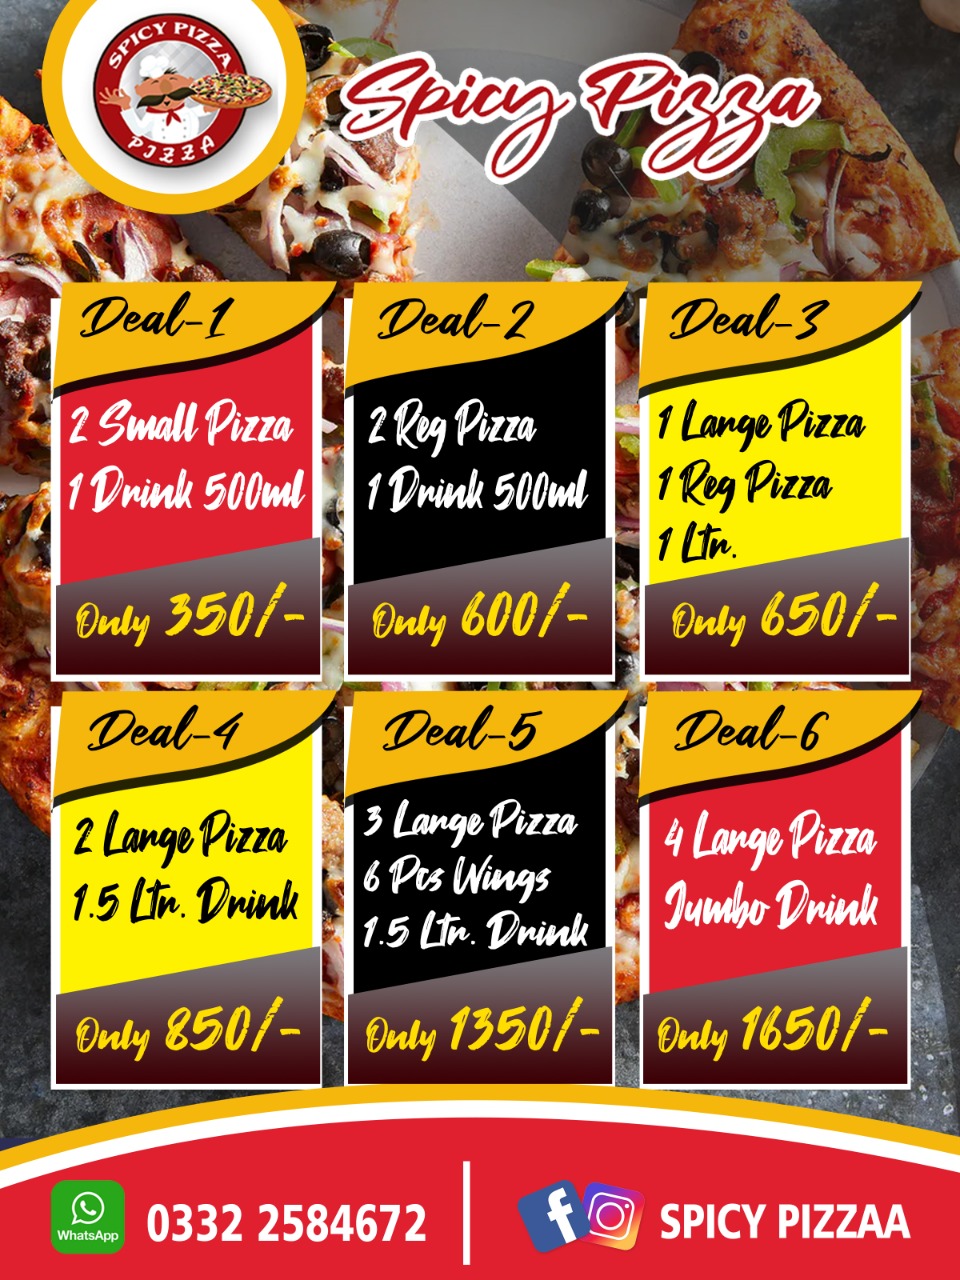 SPICY PIZZA
PIZZA
Spicy Pizza
Deal-1
2 Small Pizza
1 Drink 500ml
Only 350/-
Deal-2
2 Reg Pizza
1 Drink 500ml
Only 600/-
Deal-3
1 Large Pizza
1 Reg Pizza
1 Ltr.
Only 650/-
Deal-4
2 Large Pizza
1.5 Ltr. Drink
Only 850/-
Deal-5
3 Large Pizza
6 Pcs Wings
1.5 Ltr. Drink
Only 1350/-
Deal-6
4 Large Pizza
Jumbo Drink
Only 1650/-
WhatsApp
0332 2584672
SPICY PIZZAA